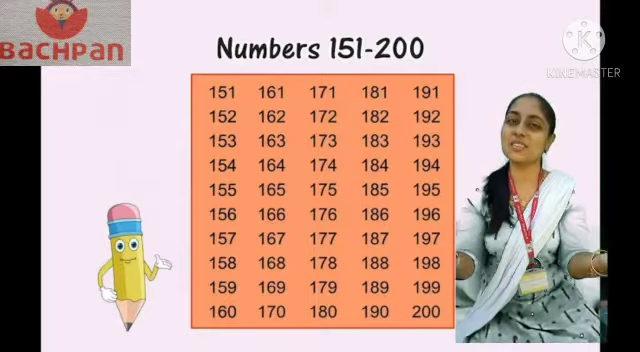 BACHPAN
Numbers 151-200
KINEMASTER
151 161 171 181 191
152 162 172 182 192
153 163 173 183 193
154 164 174 184 194
155 165 175 185 195
156 166 176 186 196
157 167 177 187 197
158 168 178 188 198
159 169 179 189 199
160 170 180 190 200